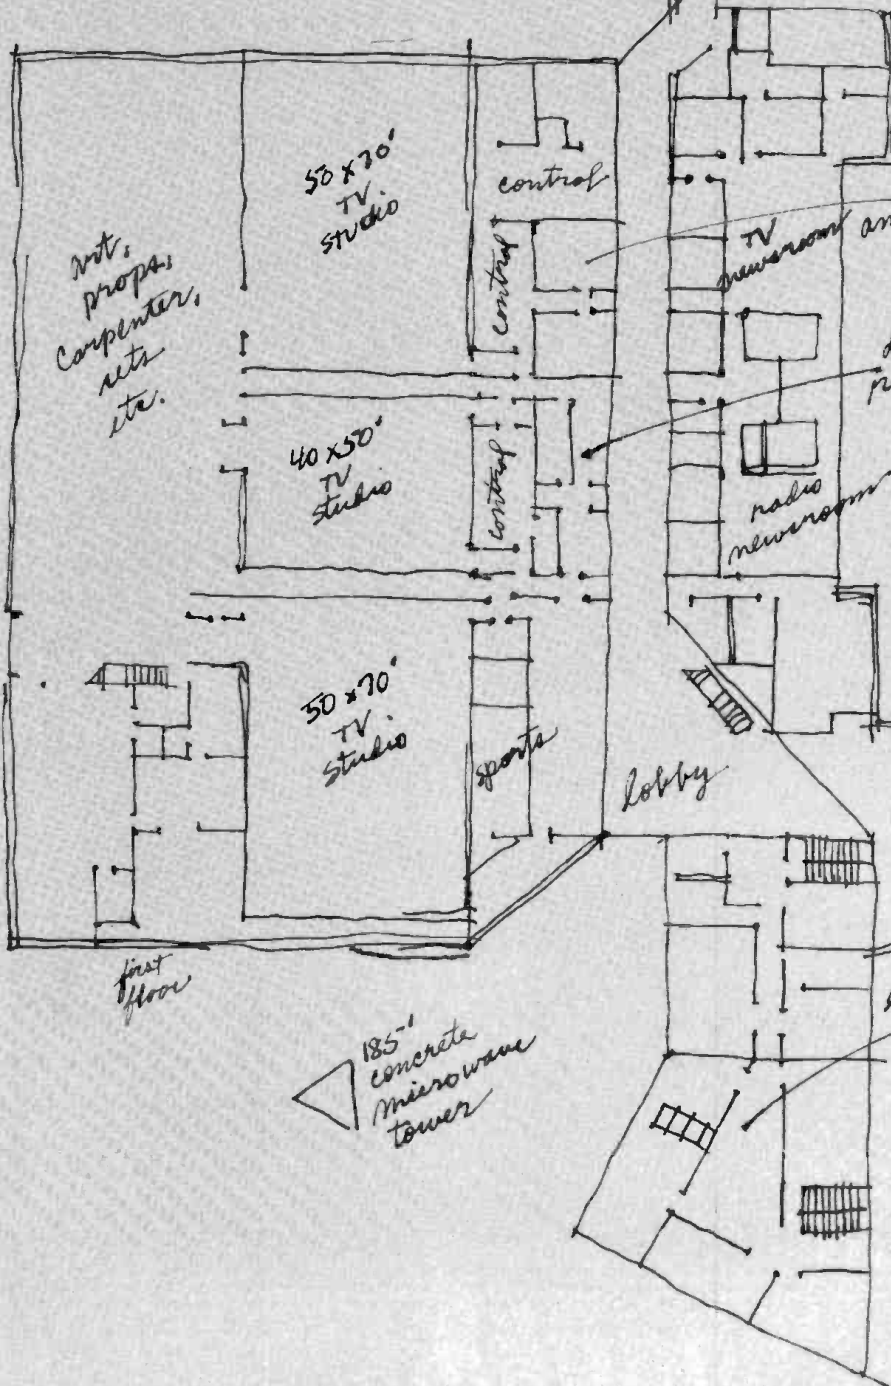 50 x 70'
TV
studio
control
control
TV
newsroom
an
art,
props,
carpenter,
sets
etc.
40 x 50'
TV
studio
control
radio
newsroom
50 x 70'
TV
studio
sports
lobby
first
floor
185'
concrete
microwave
tower